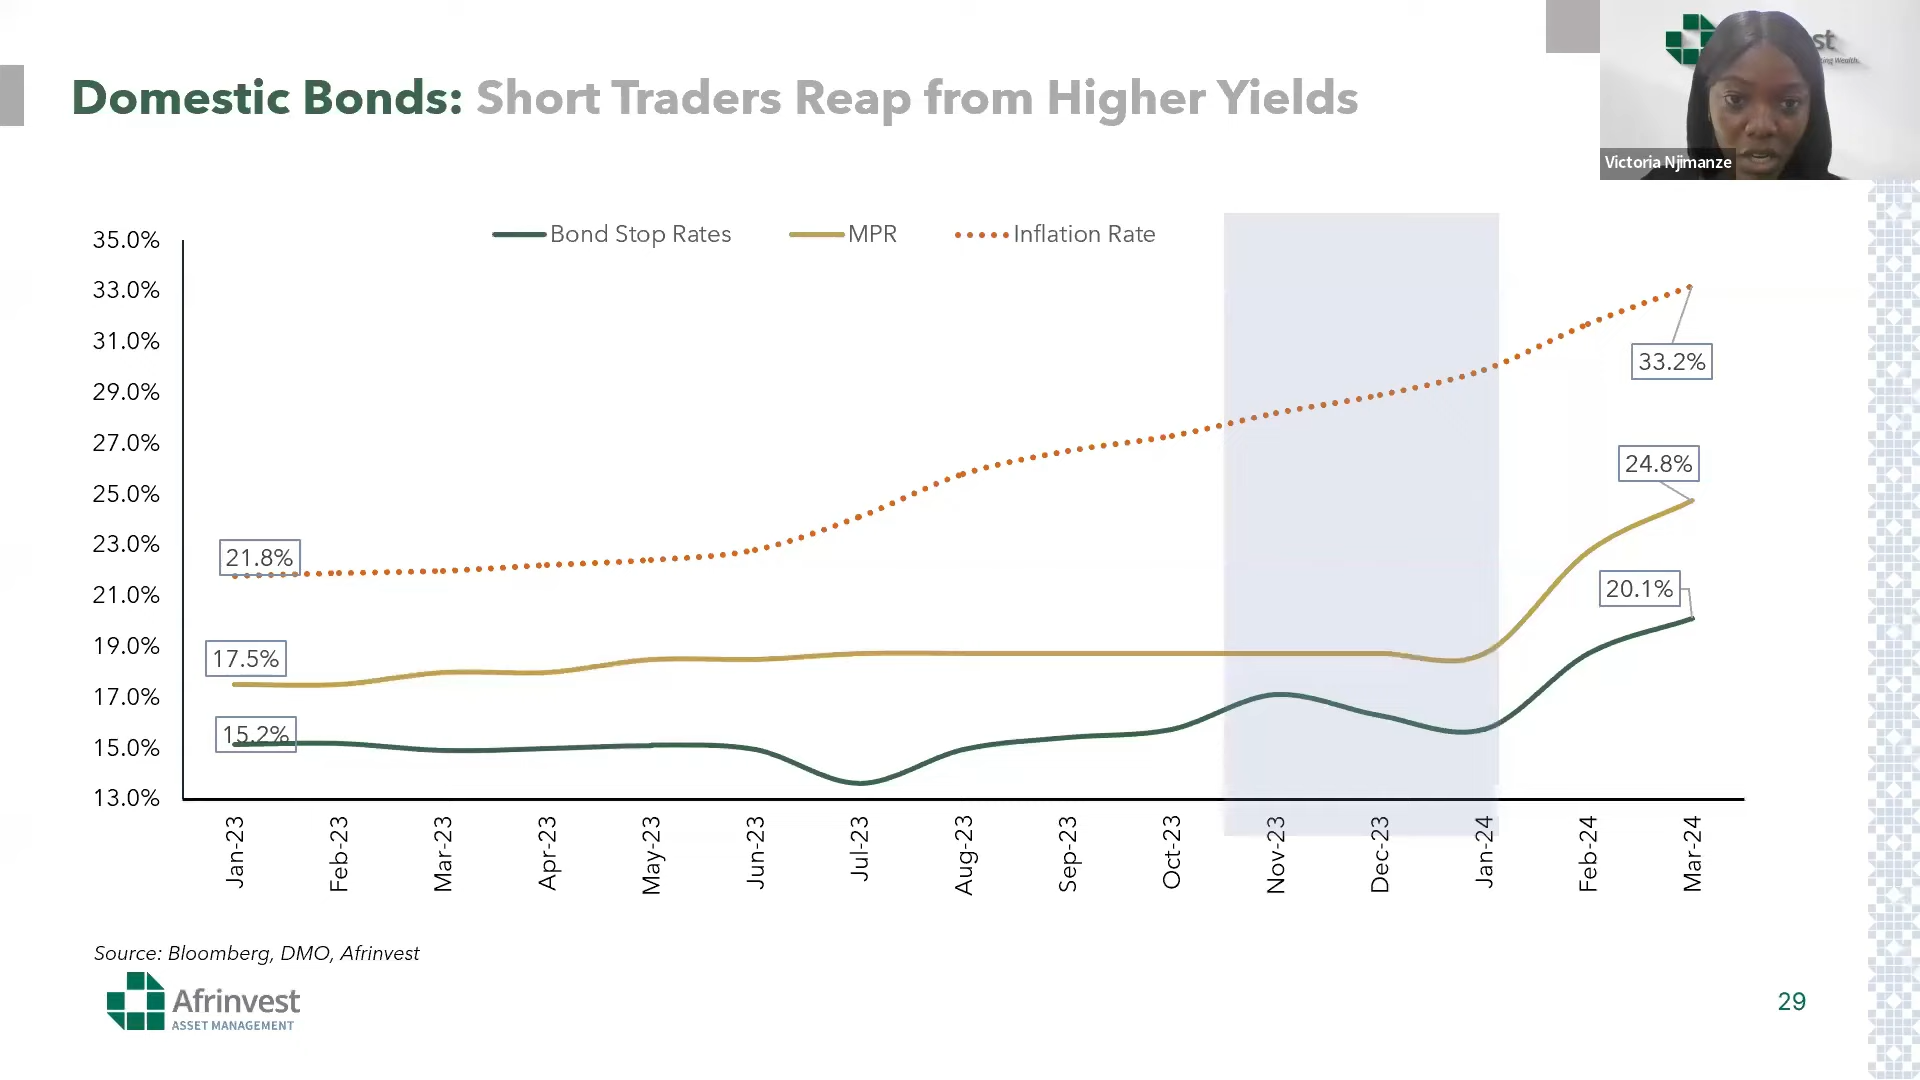 Domestic Bonds: Short Traders Reap from Higher Yields
st
Victoria Njimanze
Bond Stop Rates
MPR
Inflation Rate
35.0%
33.0%
31.0%
29.0%
27.0%
25.0%
23.0%
21.0%
19.0%
17.0%
15.0%
13.0%
33.2%
24.8%
21.8%
20.1%
17.5%
15.2%
Jan-23
Feb-23
Mar-23
Apr-23
May-23
Jun-23
Jul-23
Aug-23
Sep-23
Oct-23
Nov-23
Dec-23
Jan-24
Feb-24
Mar-24
Source: Bloomberg, DMO, Afrinvest
Afrinvest
ASSET MANAGEMENT
29